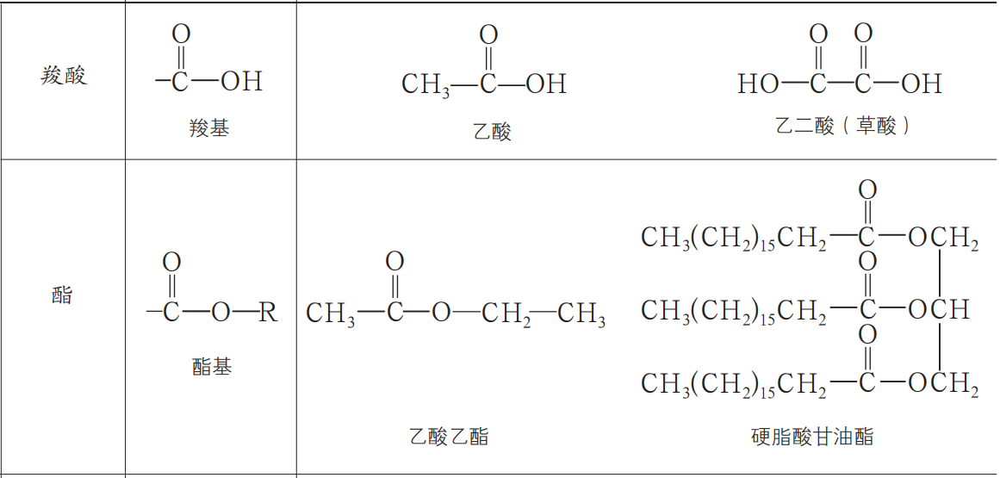 羧酸
O
—C—OH
羧基
O
CH₃—C—OH
乙酸
O O
HO—C—C—OH
乙二酸（草酸）
酯
O
—C—O—R
酯基
O
CH₃—C—O—CH₂—CH₃
乙酸乙酯
O
CH₃(CH₂)₁₅CH₂—C—OCH₂
O
CH₃(CH₂)₁₅CH₂—C—OCH
O
CH₃(CH₂)₁₅CH₂—C—OCH₂
硬脂酸甘油酯